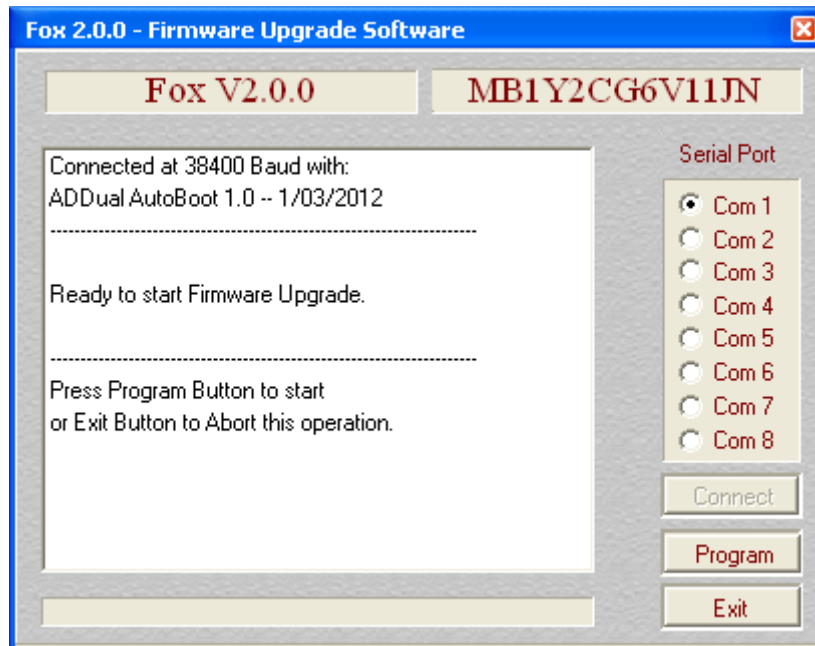 Fox 2.0.0 - Firmware Upgrade Software
Fox V2.0.0
MB1Y2CG6V11JN
Connected at 38400 Baud with:
ADDual AutoBoot 1.0 -- 1/03/2012
-----------------------------------------------------------------------
Ready to start Firmware Upgrade.
-----------------------------------------------------------------------
Press Program Button to start
or Exit Button to Abort this operation.
Serial Port
Com 1
Com 2
Com 3
Com 4
Com 5
Com 6
Com 7
Com 8
Connect
Program
Exit